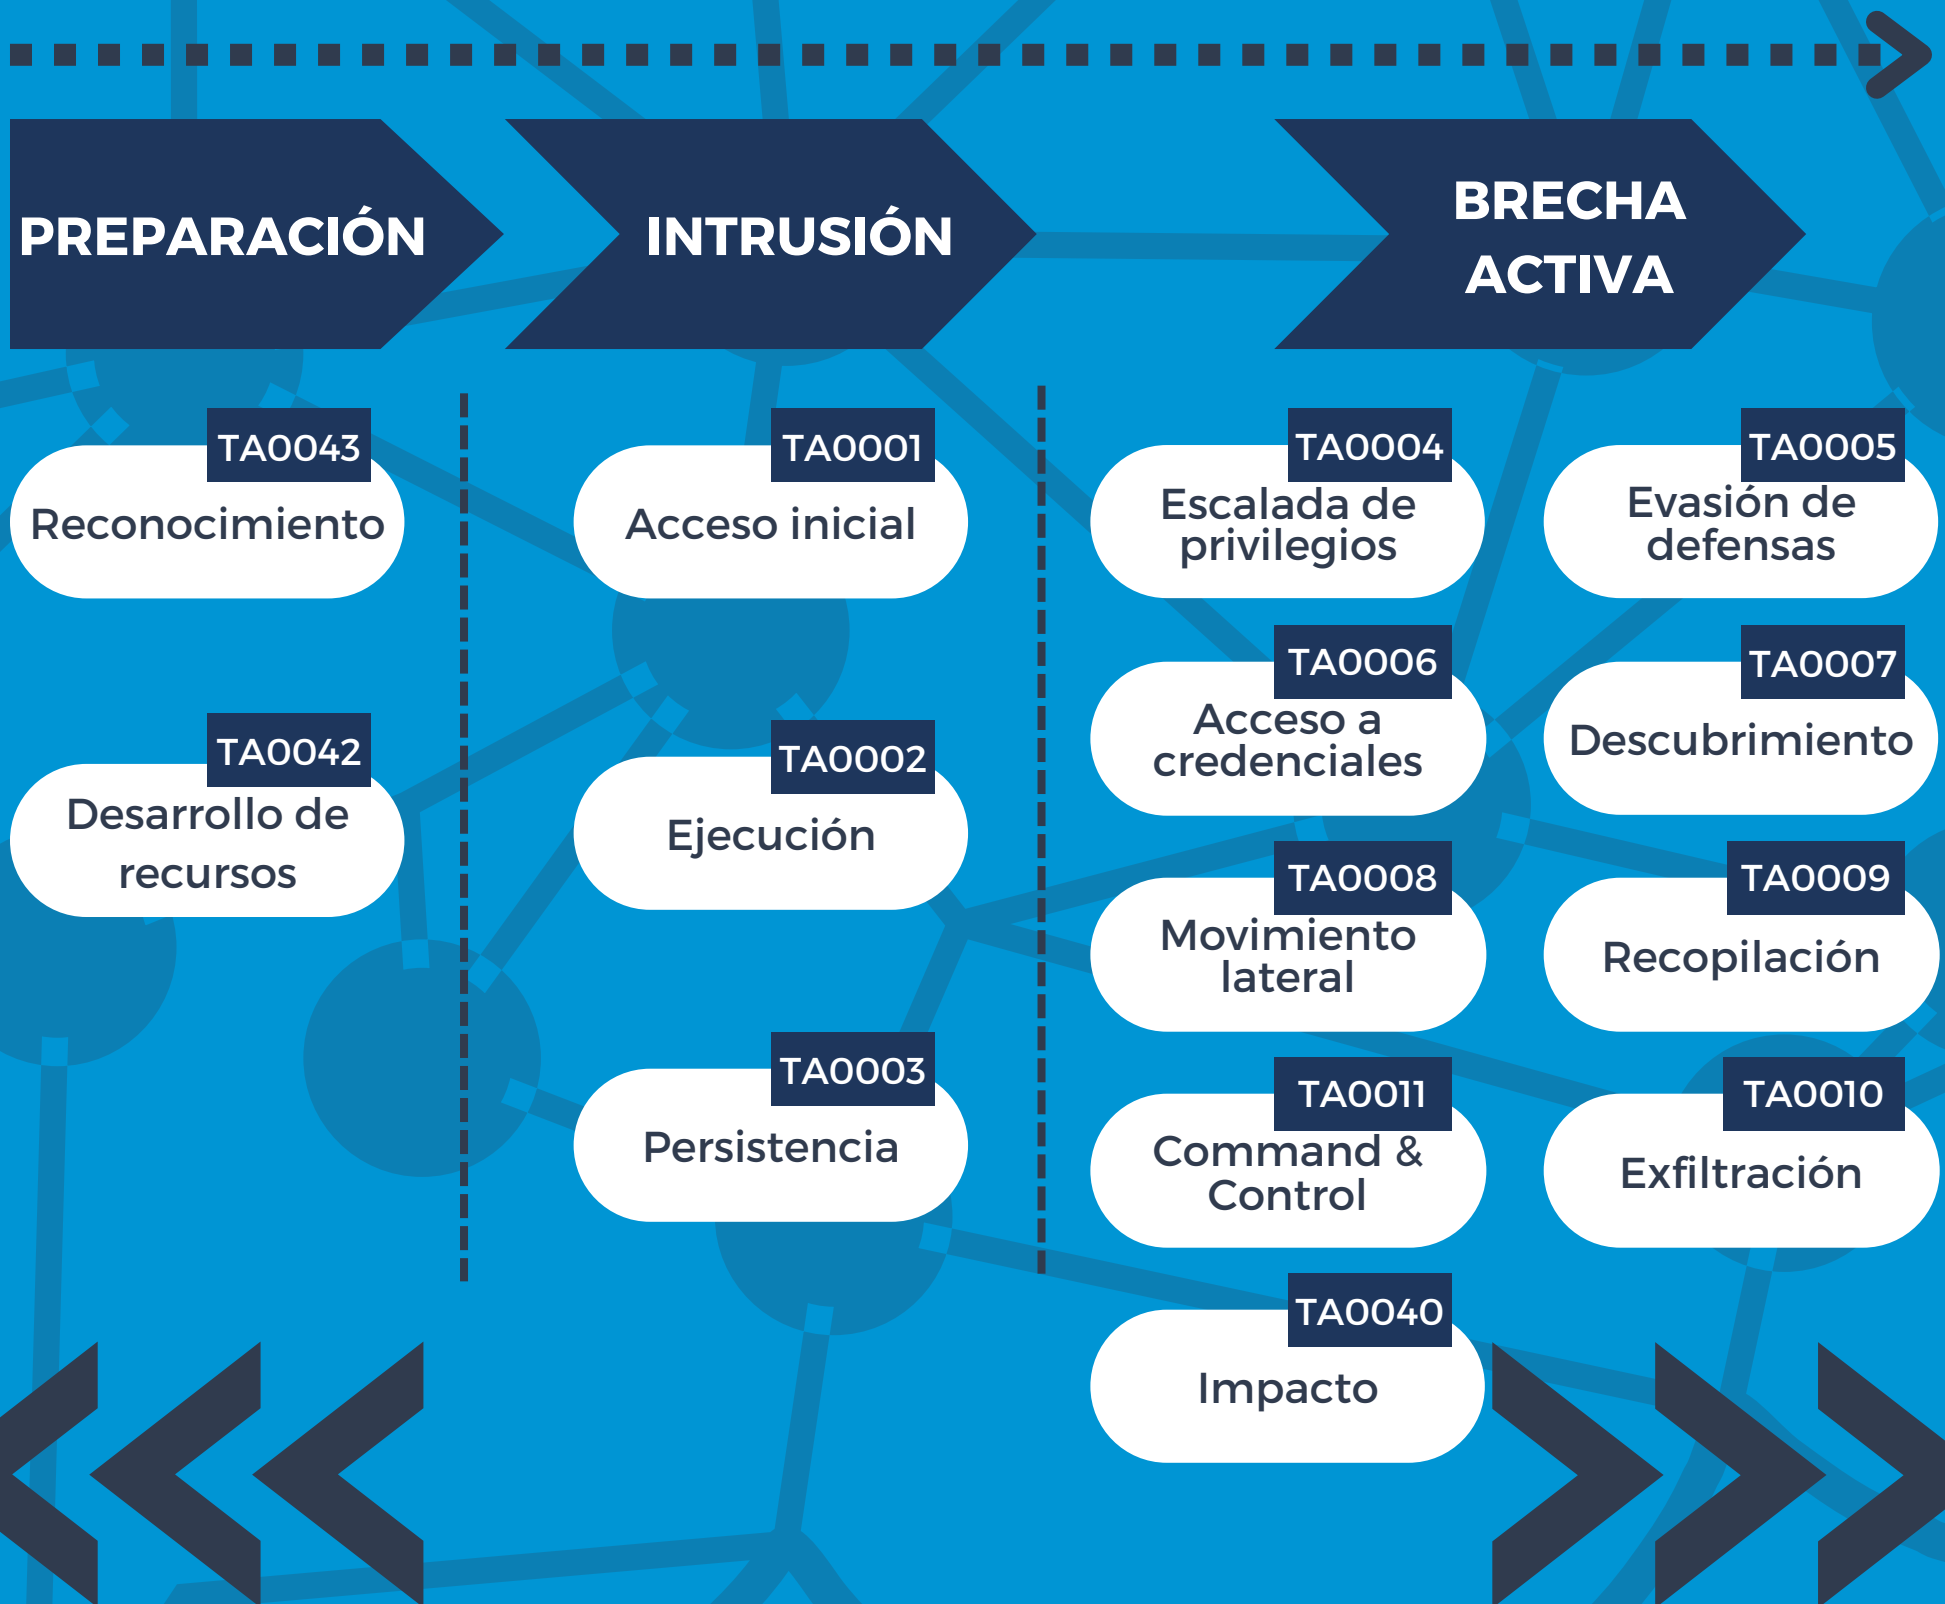 PREPARACIÓN
INTRUSIÓN
BRECHA
ACTIVA
TA0043
Reconocimiento
TA0042
Desarrollo de
recursos
TA0001
Acceso inicial
TA0002
Ejecución
TA0003
Persistencia
TA0004
Escalada de
privilegios
TA0005
Evasión de
defensas
TA0006
Acceso a
credenciales
TA0007
Descubrimiento
TA0008
Movimiento
lateral
TA0009
Recopilación
TA0011
Command &
Control
TA0010
Exfiltración
TA0040
Impacto